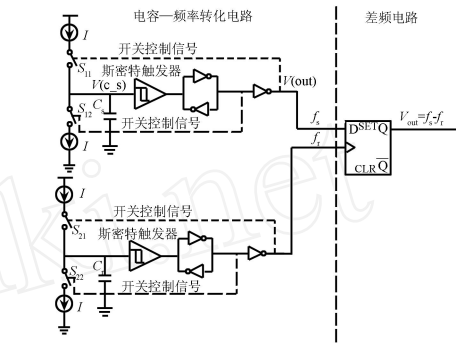 电容—频率转化电路
差频电路
I
开关控制信号
S11
斯密特触发器
V(c_s)
V(out)
Cs
S12
开关控制信号
I
fs
Vout=fs-fr
fr
D SET Q
CLR Q
I
开关控制信号
S21
斯密特触发器
S22
开关控制信号
I